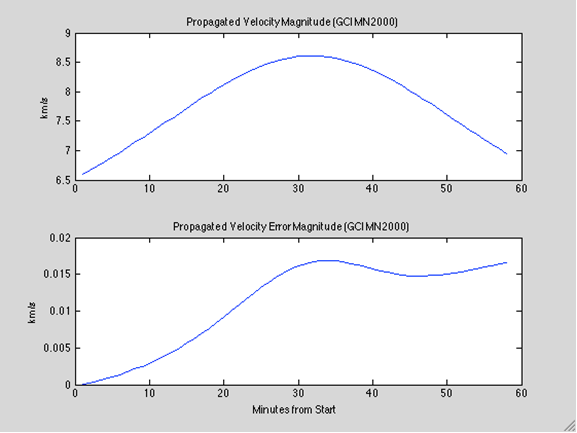 Propagated Velocity Magnitude (GCI MN2000)
9
8.5
8
7.5
7
6.5
km/s
0 10 20 30 40 50 60
Propagated Velocity Error Magnitude (GCI MN2000)
0.02
0.015
0.01
0.005
0
km/s
0 10 20 30 40 50 60
Minutes from Start